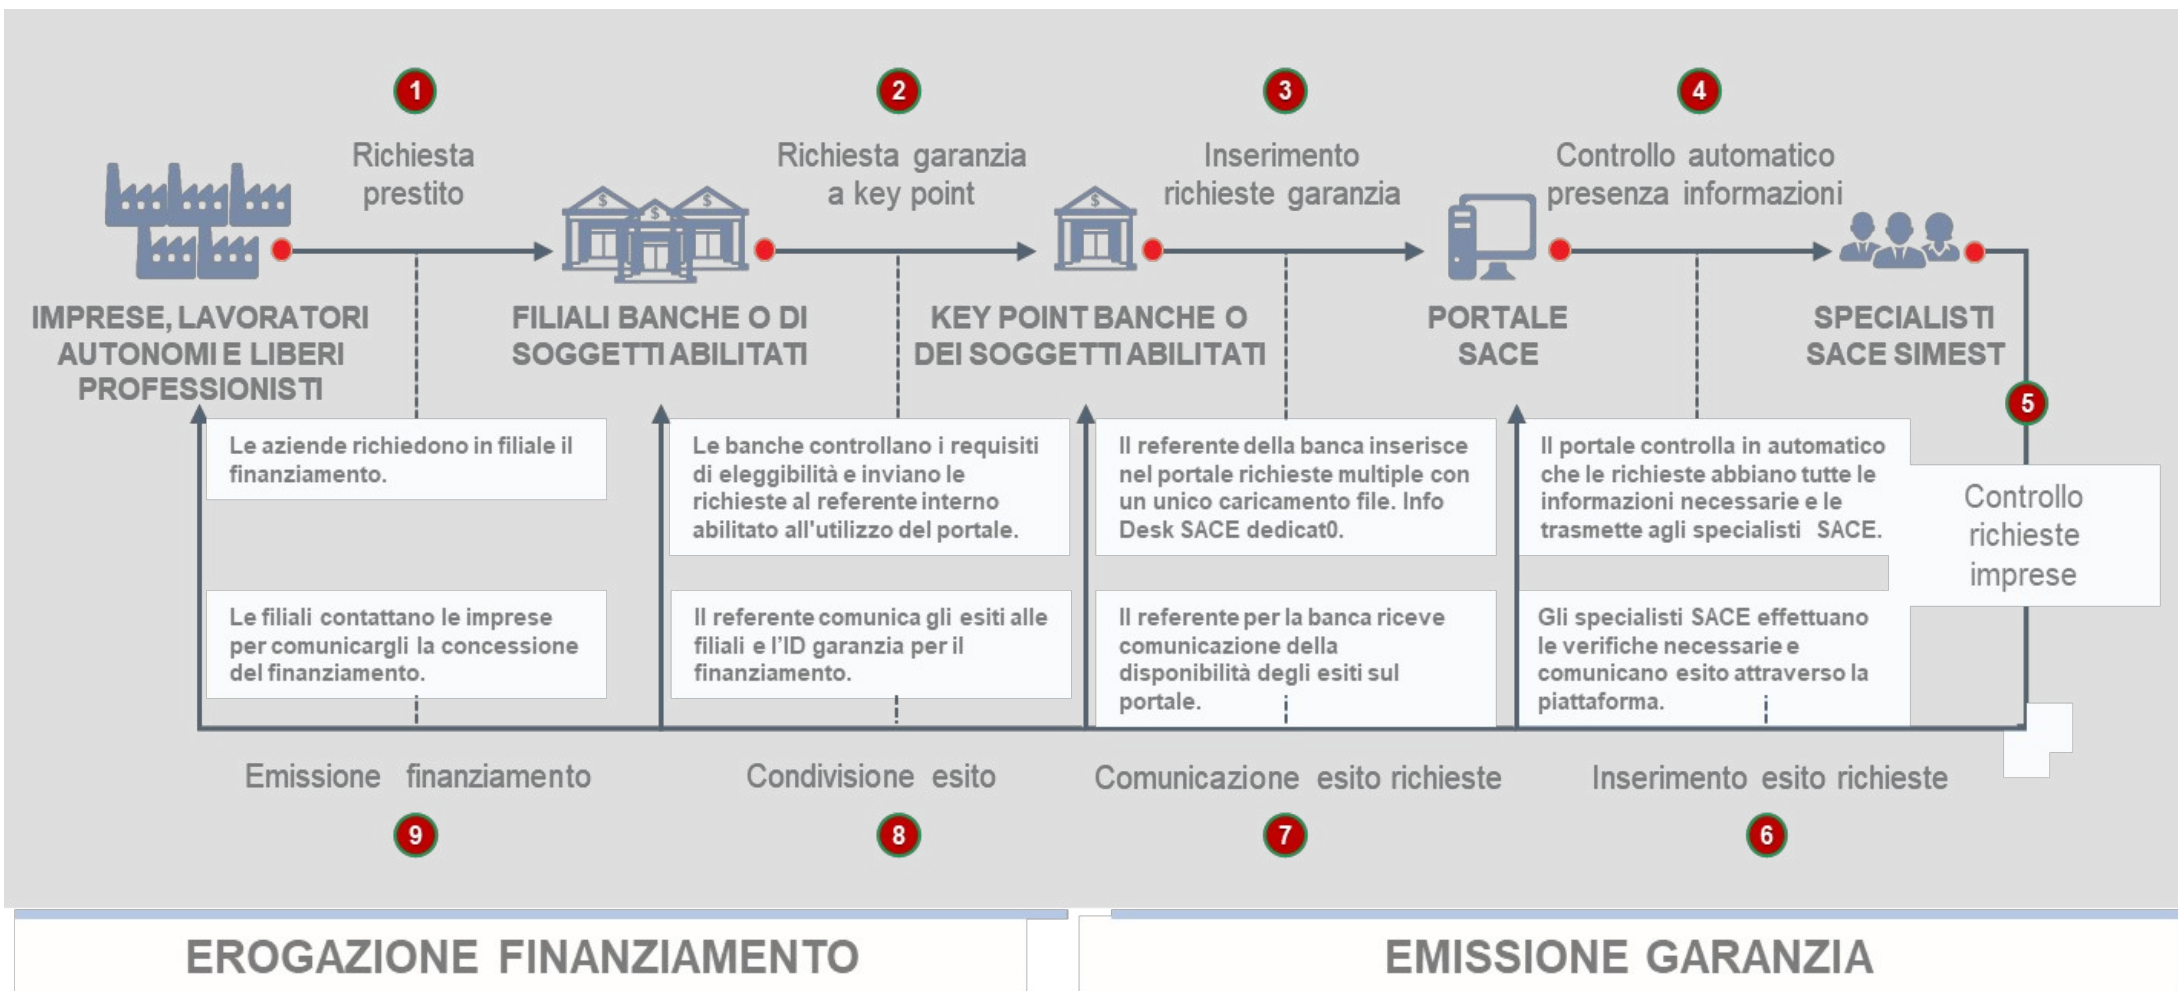 1
2
3
4
Richiesta
prestito
Richiesta garanzia
a key point
Inserimento
richieste garanzia
Controllo automatico
presenza informazioni
$
$
$
$
IMPRESE, LAVORATORI
AUTONOMI E LIBERI
PROFESSIONISTI
FILIALI BANCHE O DI
SOGGETTI ABILITATI
KEY POINT BANCHE O
DEI SOGGETTI ABILITATI
PORTALE
SACE
SPECIALISTI
SACE SIMEST
5
Le aziende richiedono in filiale il
finanziamento.
Le banche controllano i requisiti
di eleggibilità e inviano le
richieste al referente interno
abilitato all'utilizzo del portale.
Il referente della banca inserisce
nel portale richieste multiple con
un unico caricamento file. Info
Desk SACE dedicat0.
Il portale controlla in automatico
che le richieste abbiano tutte le
informazioni necessarie e le
trasmette agli specialisti SACE.
Controllo
richieste
imprese
Le filiali contattano le imprese
per comunicargli la concessione
del finanziamento.
Il referente comunica gli esiti alle
filiali e l’ID garanzia per il
finanziamento.
Il referente per la banca riceve
comunicazione della
disponibilità degli esiti sul
portale.
Gli specialisti SACE effettuano
le verifiche necessarie e
comunicano esito attraverso la
piattaforma.
Emissione finanziamento
Condivisione esito
Comunicazione esito richieste
Inserimento esito richieste
9
8
7
6
EROGAZIONE FINANZIAMENTO
EMISSIONE GARANZIA